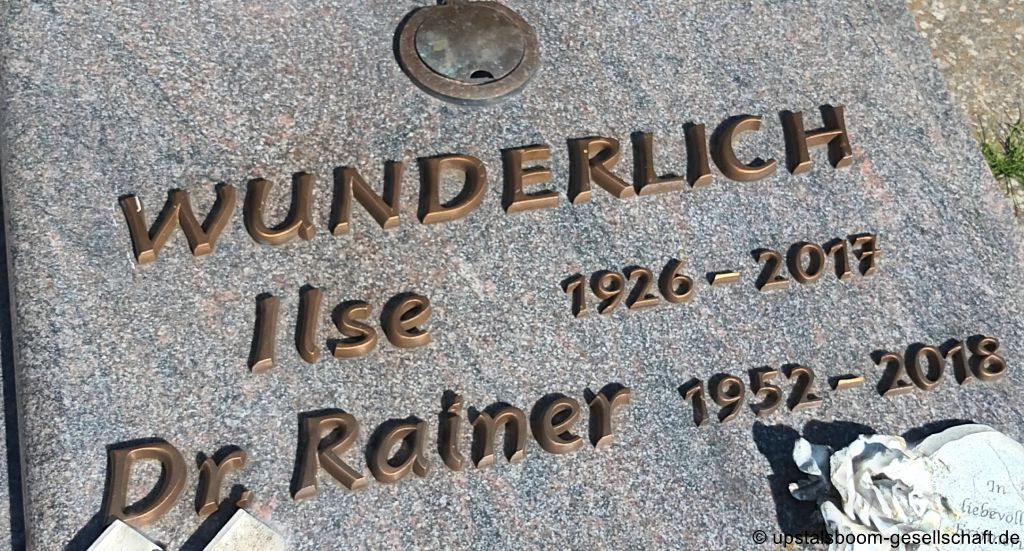 WUNDERLICH
Ilse 1926 – 2017
Dr. Rainer 1952 – 2018
In
liebevoll
© upstalsboom-gesellschaft.de